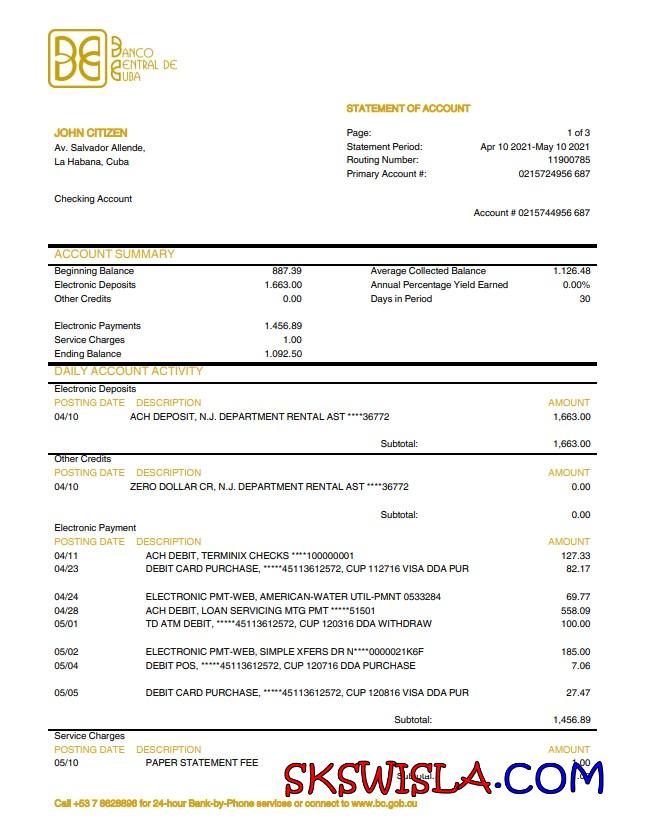 BANCO
CENTRAL DE
CUBA
STATEMENT OF ACCOUNT
JOHN CITIZEN
Av. Salvador Allende,
La Habana, Cuba
Page: 1 of 3
Statement Period: Apr 10 2021-May 10 2021
Routing Number: 11900785
Primary Account #: 0215724956 687
Checking Account
Account # 0215744956 687
ACCOUNT SUMMARY
Beginning Balance 887.39 Average Collected Balance 1.126.48
Electronic Deposits 1.663.00 Annual Percentage Yield Earned 0.00%
Other Credits 0.00 Days in Period 30
Electronic Payments 1.456.89
Service Charges 1.00
Ending Balance 1.092.50
DAILY ACCOUNT ACTIVITY
Electronic Deposits
POSTING DATE DESCRIPTION AMOUNT
04/10 ACH DEPOSIT, N.J. DEPARTMENT RENTAL AST ****36772 1,663.00
Subtotal: 1,663.00
Other Credits
POSTING DATE DESCRIPTION AMOUNT
04/10 ZERO DOLLAR CR, N.J. DEPARTMENT RENTAL AST ****36772 0.00
Subtotal: 0.00
Electronic Payment
POSTING DATE DESCRIPTION AMOUNT
04/11 ACH DEBIT, TERMINIX CHECKS ****100000001 127.33
04/23 DEBIT CARD PURCHASE, *****45113612572, CUP 112716 VISA DDA PUR 82.17
04/24 ELECTRONIC PMT-WEB, AMERICAN-WATER UTIL-PMNT 0533284 69.77
04/28 ACH DEBIT, LOAN SERVICING MTG PMT *****51501 558.09
05/01 TD ATM DEBIT, *****45113612572, CUP 120316 DDA WITHDRAW 100.00
05/02 ELECTRONIC PMT-WEB, SIMPLE XFERS DR N****0000021K6F 185.00
05/04 DEBIT POS, *****45113612572, CUP 120716 DDA PURCHASE 7.06
05/05 DEBIT CARD PURCHASE, *****45113612572, CUP 120816 VISA DDA PUR 27.47
Subtotal: 1,456.89
Service Charges
POSTING DATE DESCRIPTION AMOUNT
05/10 PAPER STATEMENT FEE 1.00
Subtotal:
SKSWISLA.COM
Call +53 7 8628896 for 24-hour Bank-by-Phone services or connect to www.bc.gob.cu